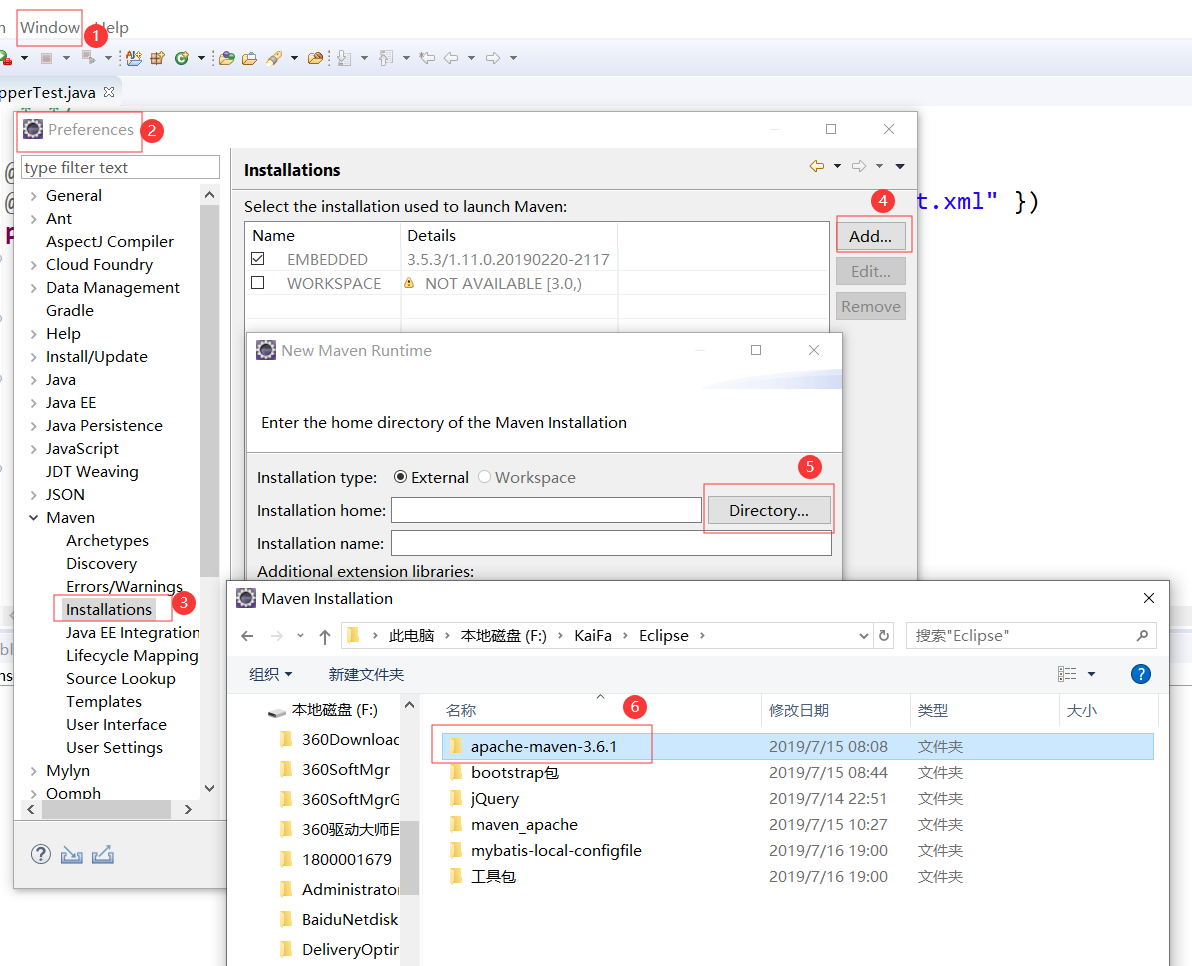 Window
Help
1
pperTest.java
Preferences
2
type filter text
General
Ant
AspectJ Compiler
Cloud Foundry
Data Management
Gradle
Help
Install/Update
Java
Java EE
Java Persistence
JavaScript
JDT Weaving
JSON
Maven
Archetypes
Discovery
Errors/Warnings
Installations
3
Java EE Integration
Lifecycle Mapping
Source Lookup
Templates
User Interface
User Settings
Mylyn
Oomph
Installations
Select the installation used to launch Maven:
4
t.xml" })
Name Details
EMBEDDED 3.5.3/1.11.0.20190220-2117
WORKSPACE NOT AVAILABLE [3.0,)
Add...
Edit...
Remove
New Maven Runtime
Enter the home directory of the Maven Installation
5
Installation type: External Workspace
Installation home: Directory...
Installation name:
Additional extension libraries:
Maven Installation
此电脑 本地磁盘 (F:) KaiFa Eclipse
搜索"Eclipse"
组织 新建文件夹
本地磁盘 (F:)
360Download
360SoftMgr
360SoftMgrG
360驱动大师目
1800001679
Administrator
BaiduNetdisk
DeliveryOptim
6
名称 修改日期 类型 大小
apache-maven-3.6.1 2019/7/15 08:08 文件夹
bootstrap包 2019/7/15 08:44 文件夹
jQuery 2019/7/14 22:51 文件夹
maven_apache 2019/7/15 10:27 文件夹
mybatis-local-configfile 2019/7/16 19:00 文件夹
工具包 2019/7/16 19:00 文件夹